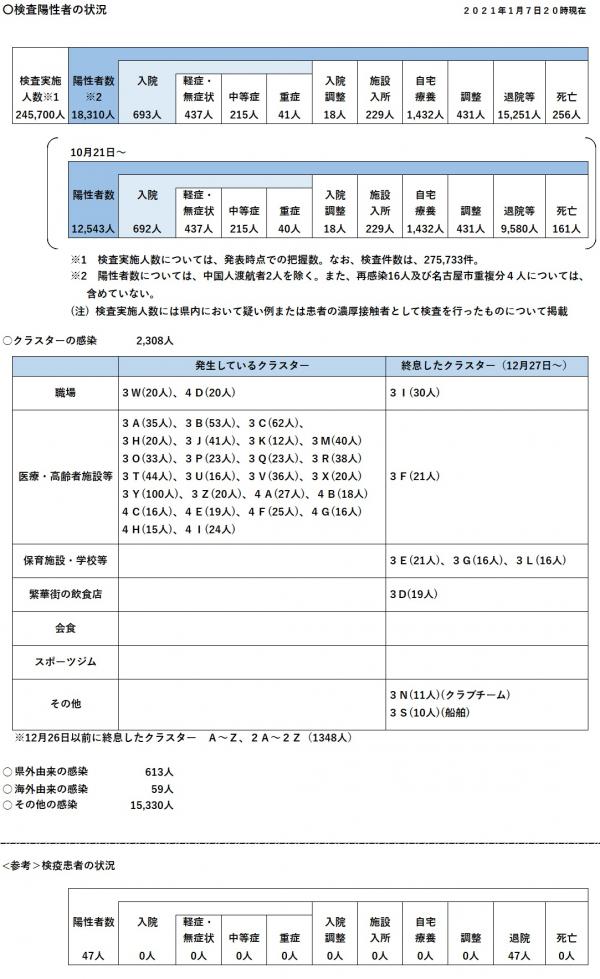 〇検査陽性者の状況
２０２１年１月７日２０時現在
検査実施 陽性者数 入院 軽症・ 中等症 重症 入院 施設 自宅 調整 退院等 死亡
人数※1 ※2 無症状 調整 入所 療養
245,700人 18,310人 693人 437人 215人 41人 18人 229人 1,432人 431人 15,251人 256人
10月21日～
陽性者数 入院 軽症・ 中等症 重症 入院 施設 自宅 調整 退院等 死亡
無症状 調整 入所 療養
12,543人 692人 437人 215人 40人 18人 229人 1,432人 431人 9,580人 161人
※1 検査実施人数については、発表時点での把握数。なお、検査件数は、275,733件。
※2 陽性者数については、中国人渡航者2人を除く。また、再感染16人及び名古屋市重複分４人については、
含めていない。
（注）検査実施人数には県内において疑い例または患者の濃厚接触者として検査を行ったものについて掲載
〇クラスターの感染 2,308人
発生しているクラスター 終息したクラスター（12月27日～）
職場 ３Ｗ(20人)、４Ｄ(20人) ３Ｉ(30人)
３Ａ(35人)、３Ｂ(53人)、３Ｃ(62人)、
３Ｈ(20人)、３Ｊ(41人)、３Ｋ(12人)、３Ｍ(40人)
３Ｏ(33人)、３Ｐ(23人)、３Ｑ(23人)、３Ｒ(38人)
医療・高齢者施設等 ３Ｔ(44人)、３Ｕ(16人)、３Ｖ(36人)、３Ｘ(20人) ３Ｆ(21人)
３Ｙ(100人)、３Ｚ(20人)、４Ａ(27人)、４Ｂ(18人)
４Ｃ(16人)、４Ｅ(19人)、４Ｆ(25人)、４Ｇ(16人)
４Ｈ(15人)、４Ｉ(24人)
保育施設・学校等 ３Ｅ(21人)、３Ｇ(16人)、３Ｌ(16人)
繁華街の飲食店 ３Ｄ(19人)
会食
スポーツジム
その他 ３Ｎ(11人)(クラブチーム)
３Ｓ(10人)(船舶)
※12月26日以前に終息したクラスター Ａ～Ｚ、２Ａ～２Ｚ（1348人）
〇 県外由来の感染 613人
〇 海外由来の感染 59人
〇 その他の感染 15,330人
＜参考＞検疫患者の状況
陽性者数 入院 軽症・ 中等症 重症 入院 施設 自宅 調整 退院 死亡
無症状 調整 入所 療養
47人 0人 0人 0人 0人 0人 0人 0人 0人 47人 0人